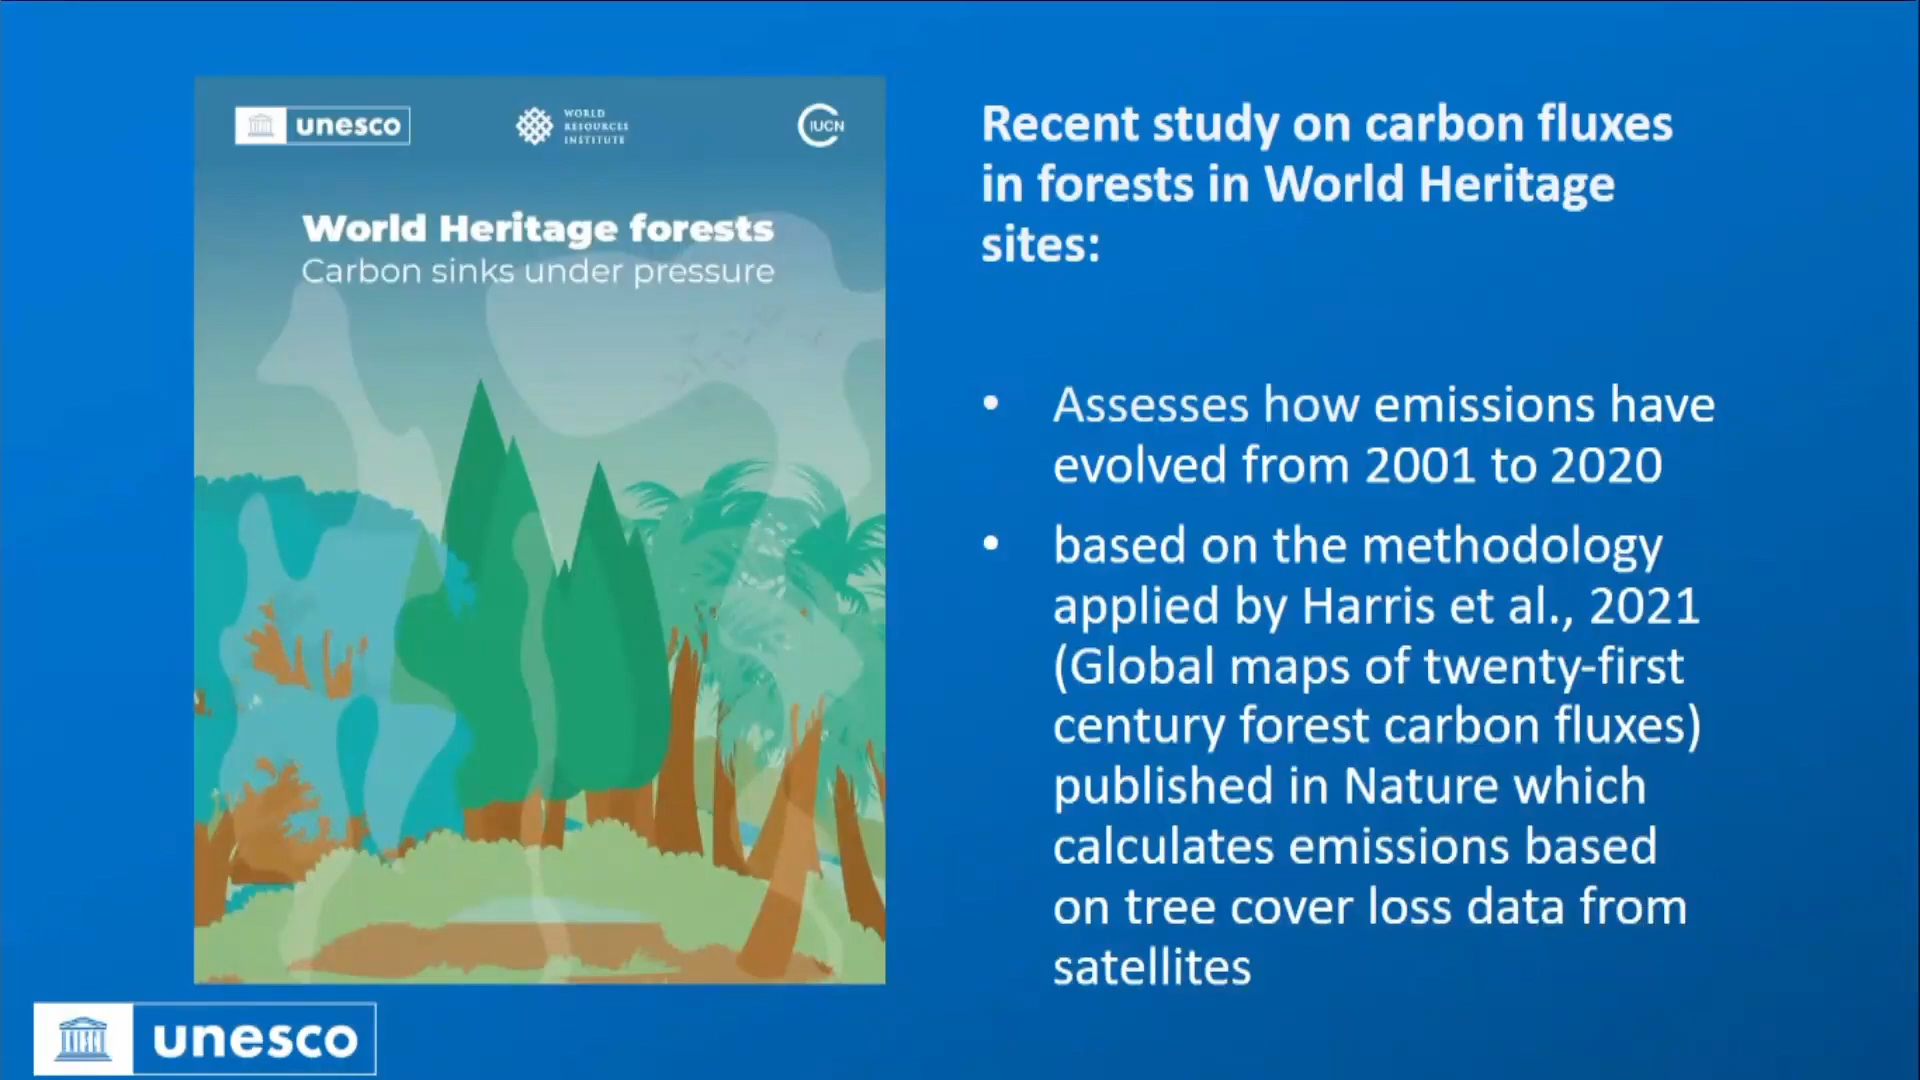 unesco
WORLD
RESOURCES
INSTITUTE
IUCN
World Heritage forests
Carbon sinks under pressure
Recent study on carbon fluxes
in forests in World Heritage
sites:
• Assesses how emissions have
evolved from 2001 to 2020
• based on the methodology
applied by Harris et al., 2021
(Global maps of twenty-first
century forest carbon fluxes)
published in Nature which
calculates emissions based
on tree cover loss data from
satellites
unesco